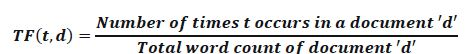 TF(t,d) = Number of times t occurs in a document 'd'
Total word count of document 'd'